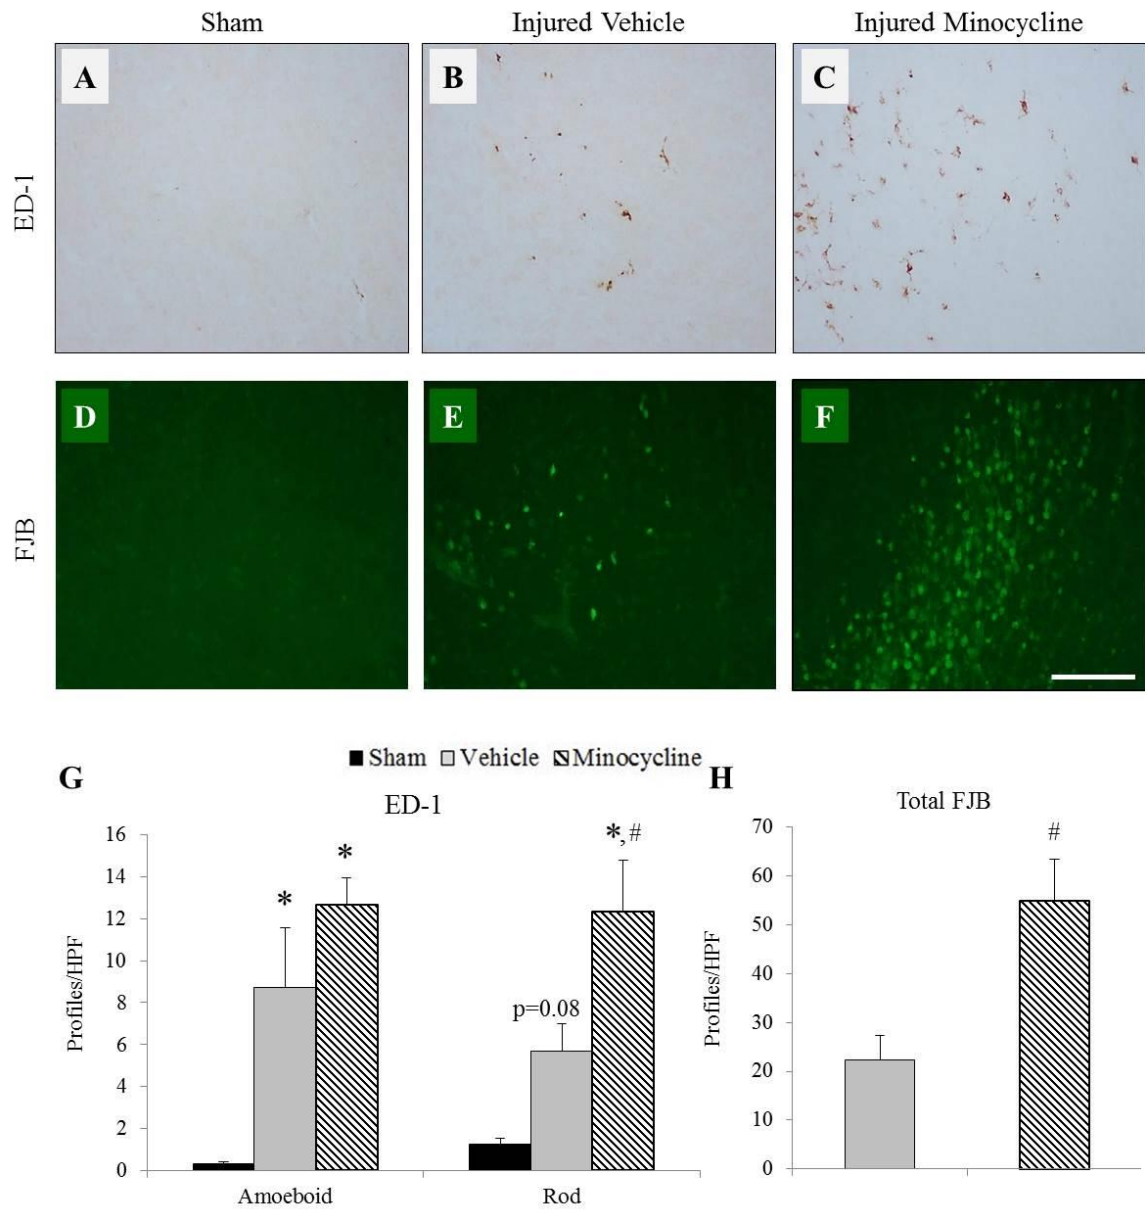 Sham Injured Vehicle Injured Minocycline
A B C
ED-1
D E F
FJB
Sham Vehicle Minocycline
G H
ED-1 Total FJB
Profiles/HPF
16
14
12
10
8
6
4
2
0
* * p=0.08 *, #
Amoeboid Rod
Profiles/HPF
70
60
50
40
30
20
10
0
#